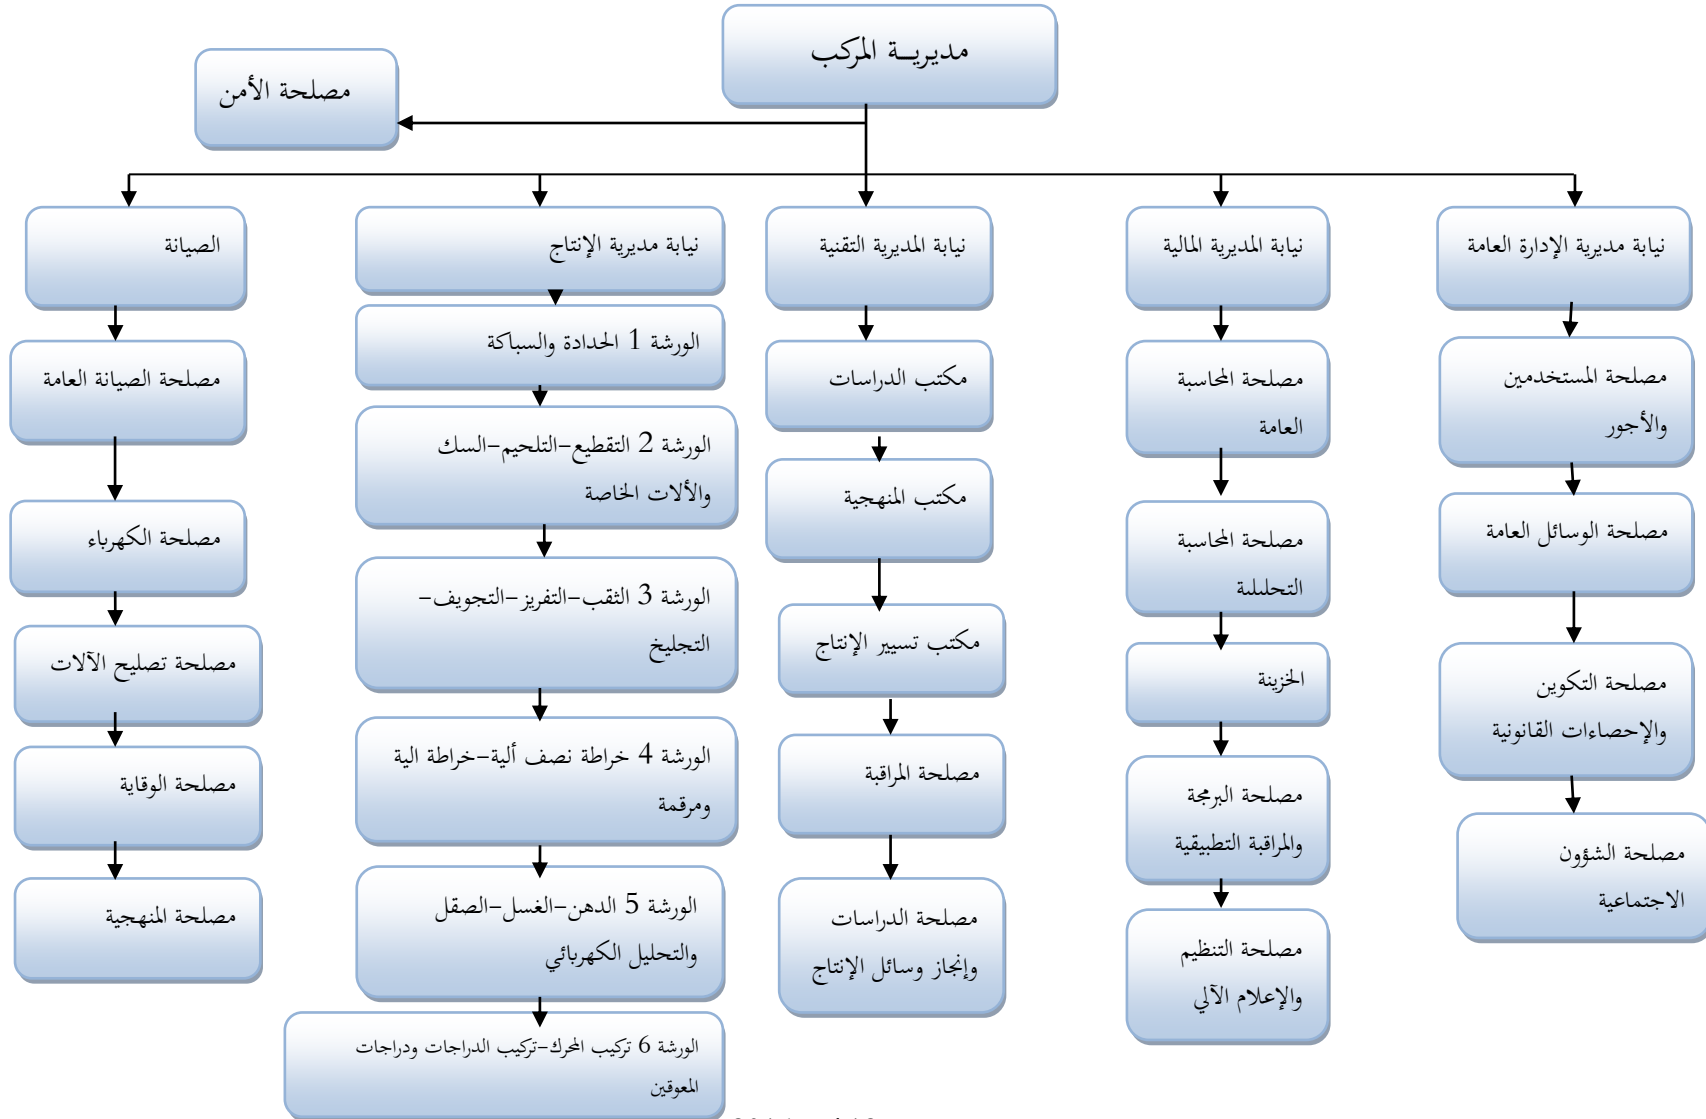 مديريـــة المركب
مصلحة الأمن
نيابة مديرية الإدارة العامة
نيابة المديرية المالية
نيابة المديرية التقنية
نيابة مديرية الإنتاج
الصيانة
مصلحة المستخدمين
والأجور
مصلحة الوسائل العامة
مصلحة التكوين
والإحصاءات القانونية
مصلحة الشؤون
الاجتماعية
مصلحة المحاسبة
العامة
مصلحة المحاسبة
التحليلة
الخزينة
مصلحة البرمجة
والمراقبة التطبيقية
مصلحة التنظيم
والإعلام الآلي
مكتب الدراسات
مكتب المنهجية
مكتب تسيير الإنتاج
مصلحة المراقبة
مصلحة الدراسات
وإنجاز وسائل الإنتاج
الورشة 1 الحدادة والسباكة
الورشة 2 التقطيع-التلحيم-السك
والألات الخاصة
الورشة 3 الثقب-التفريز-التجويف-
التجليخ
الورشة 4 خراطة نصف ألية-خراطة الية
ومرقمة
الورشة 5 الدهن-الغسل-الصقل
والتحليل الكهربائي
الورشة 6 تركيب المحرك-تركيب الدراجات ودراجات
المعوقين
مصلحة الصيانة العامة
مصلحة الكهرباء
مصلحة تصليح الآلات
مصلحة الوقاية
مصلحة المنهجية